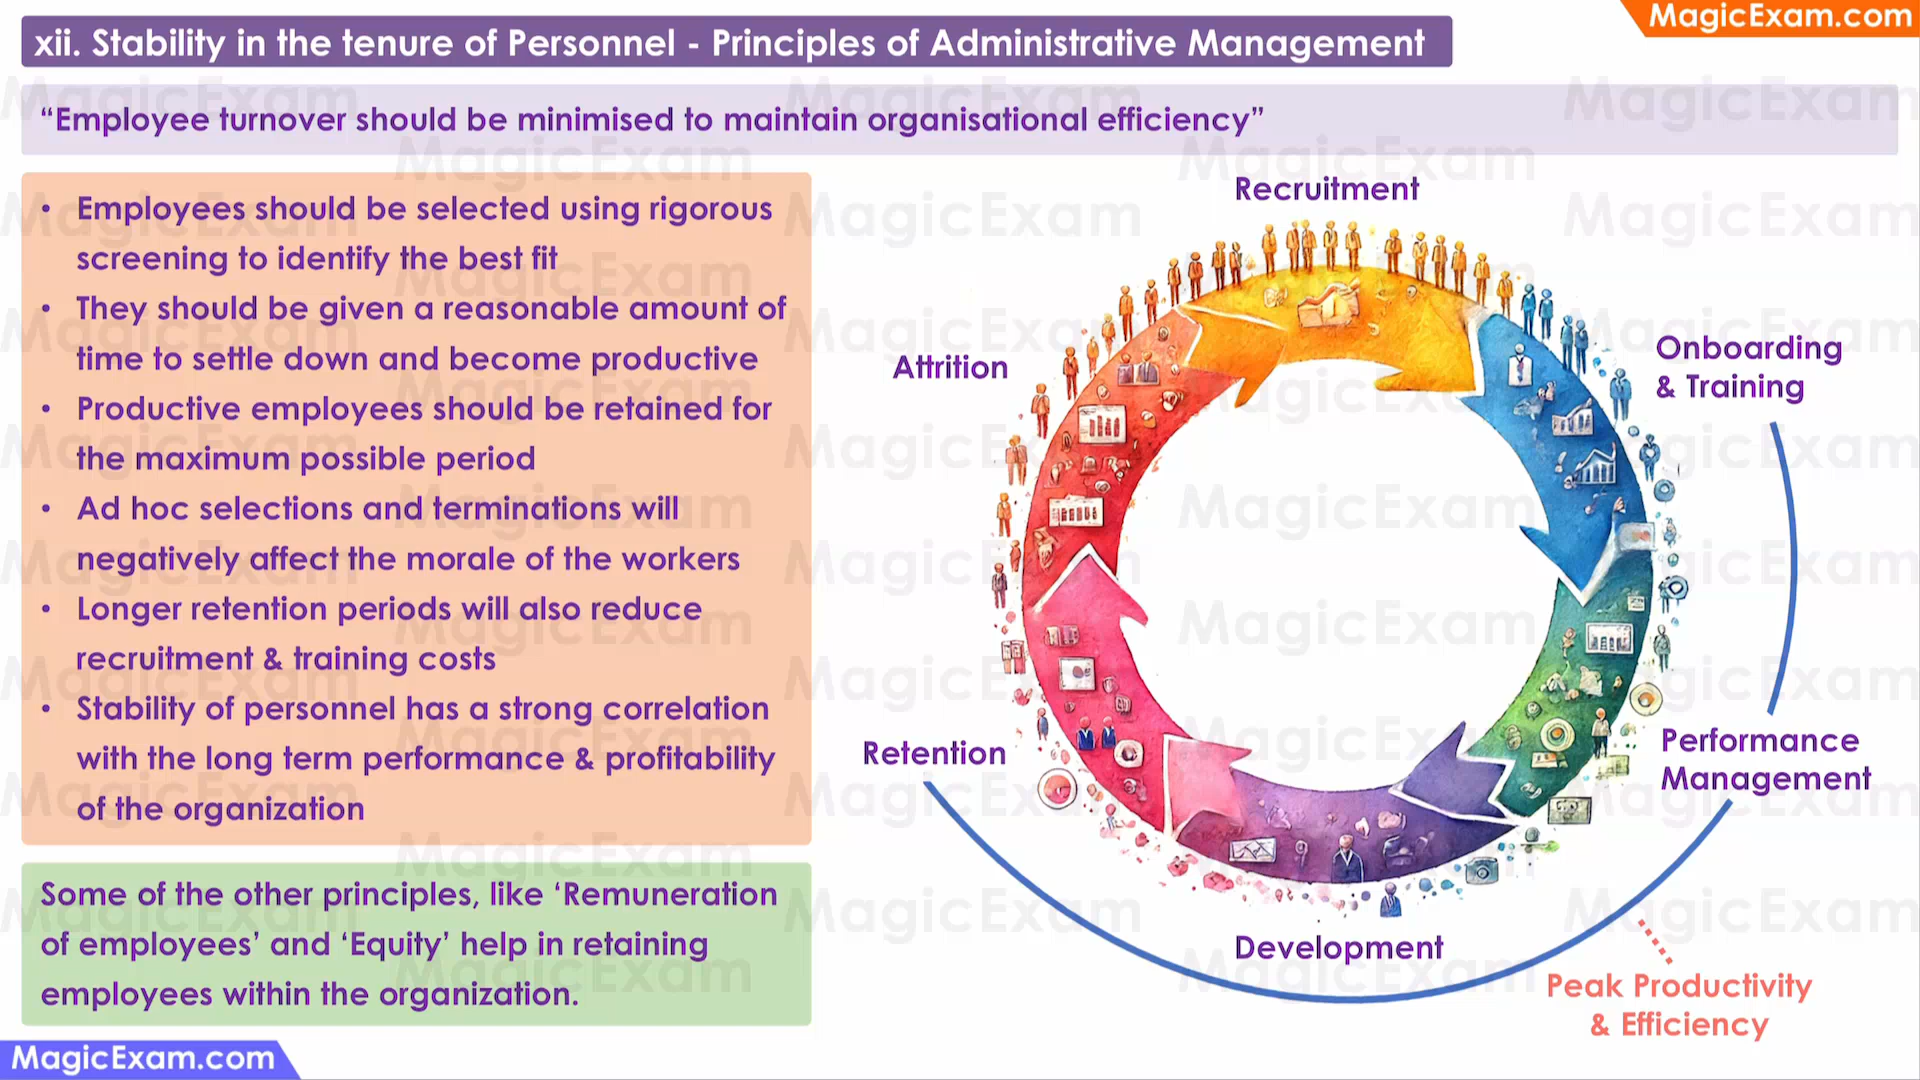 MagicExam.com
xii. Stability in the tenure of Personnel - Principles of Administrative Management
“Employee turnover should be minimised to maintain organisational efficiency”
• Employees should be selected using rigorous
screening to identify the best fit
• They should be given a reasonable amount of
time to settle down and become productive
• Productive employees should be retained for
the maximum possible period
• Ad hoc selections and terminations will
negatively affect the morale of the workers
• Longer retention periods will also reduce
recruitment & training costs
• Stability of personnel has a strong correlation
with the long term performance & profitability
of the organization
Some of the other principles, like ‘Remuneration
of employees’ and ‘Equity’ help in retaining
employees within the organization.
Recruitment
Onboarding
& Training
Performance
Management
Development
Retention
Attrition
Peak Productivity
& Efficiency
MagicExam.com